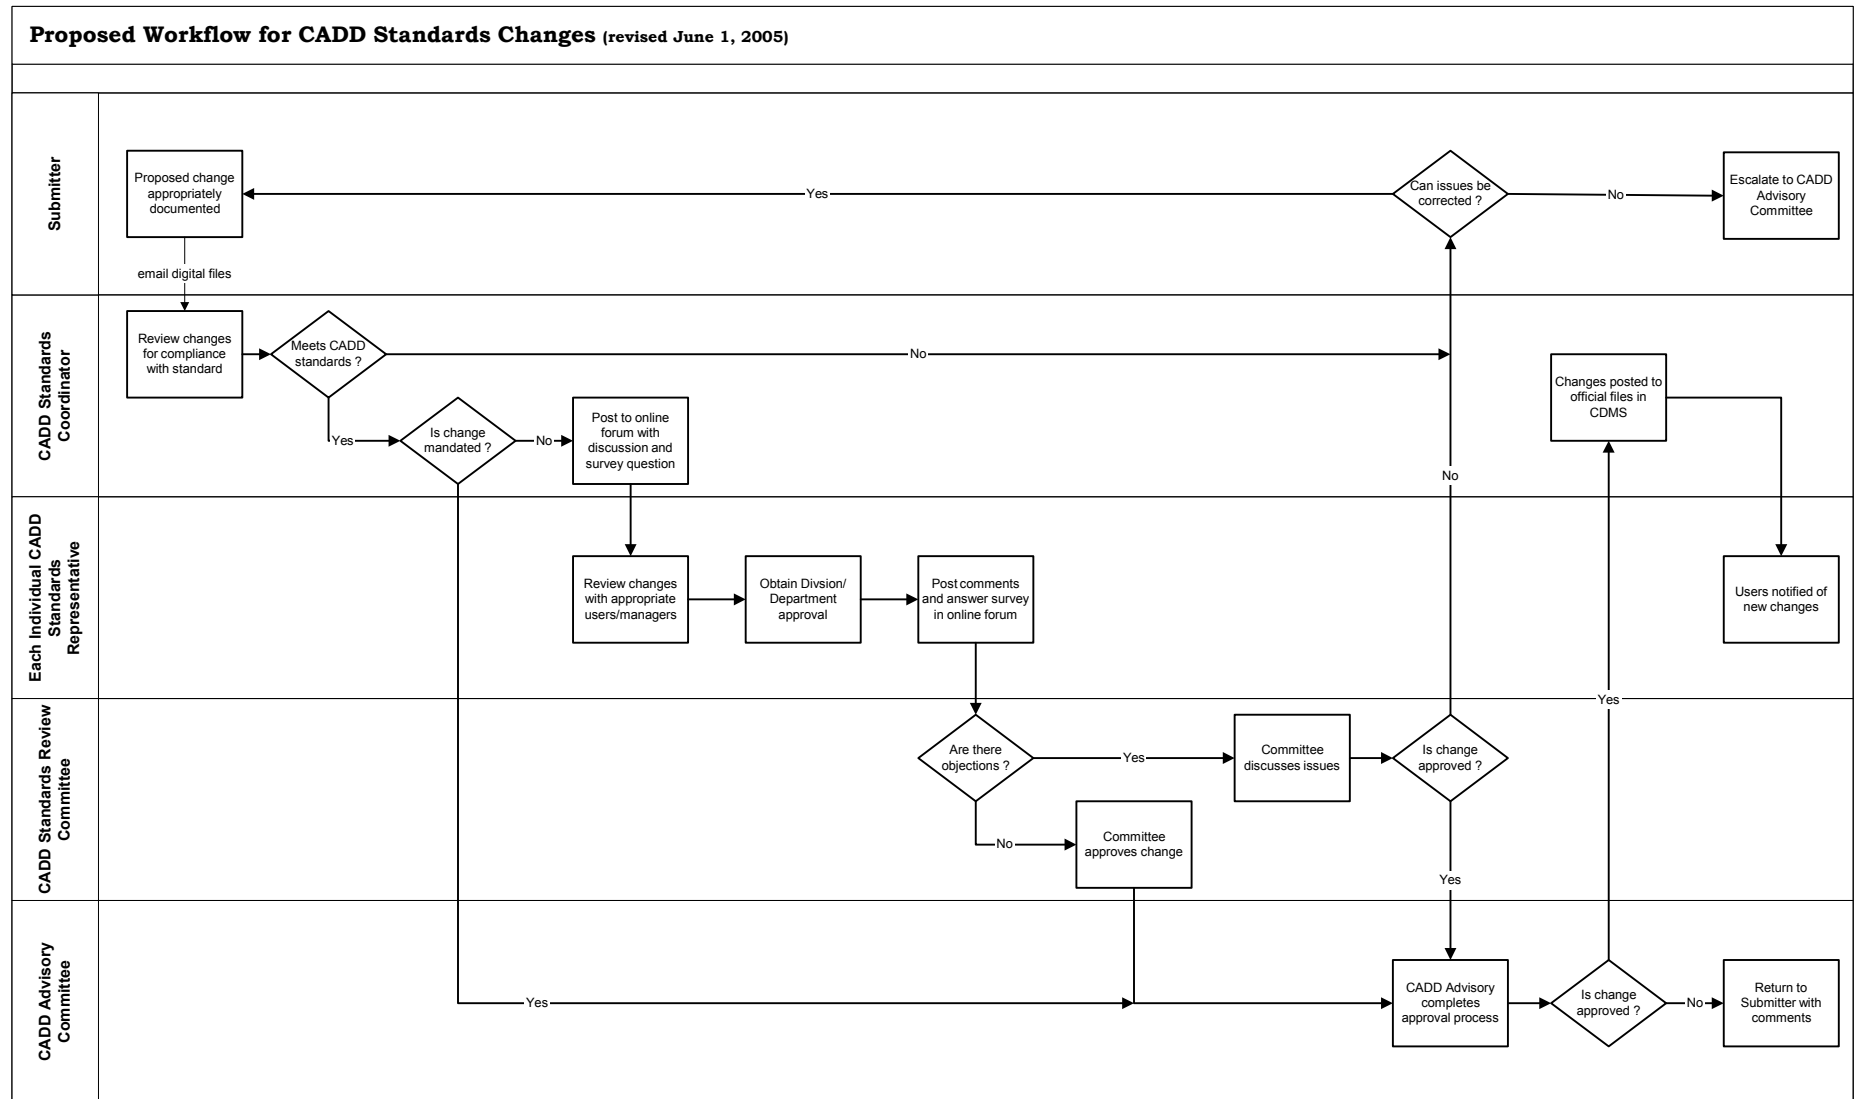 Proposed Workflow for CADD Standards Changes (revised June 1, 2005)
Submitter
Proposed change
appropriately
documented
Yes
Can issues be
corrected ?
No
Escalate to CADD
Advisory
Committee
email digital files
CADD Standards
Coordinator
Review changes
for compliance
with standard
Meets CADD
standards ?
No
Yes
Is change
mandated ?
No
Post to online
forum with
discussion and
survey question
Changes posted to
official files in
CDMS
No
Each Individual CADD
Standards
Representative
Review changes
with appropriate
users/managers
Obtain Divsion/
Department
approval
Post comments
and answer survey
in online forum
Users notified of
new changes
Yes
CADD Standards Review
Committee
Are there
objections ?
Yes
Committee
discusses issues
Is change
approved ?
No
Committee
approves change
Yes
CADD Advisory
Committee
Yes
CADD Advisory
completes
approval process
Is change
approved ?
No
Return to
Submitter with
comments